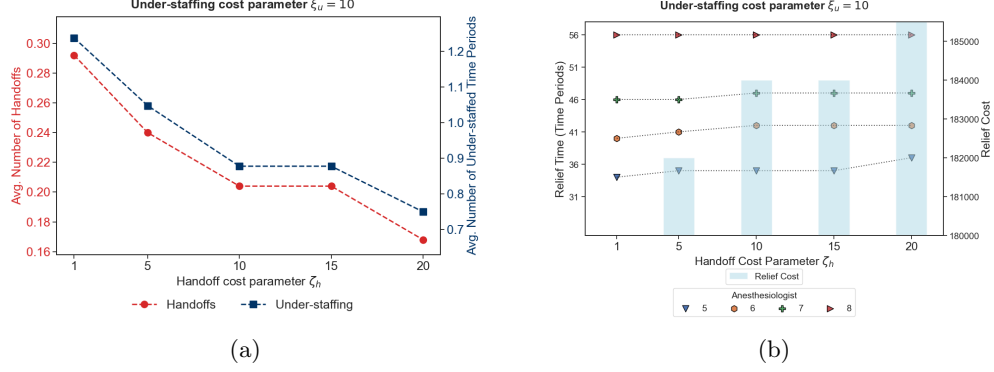 Under-staffing cost parameter ξu = 10
Avg. Number of Handoffs
0.30
0.28
0.26
0.24
0.22
0.20
0.18
0.16
1.2
1.1
1.0
0.9
0.8
0.7
Avg. Number of Under-staffed Time Periods
1 5 10 15 20
Handoff cost parameter ζh
Handoffs Under-staffing
(a)
Under-staffing cost parameter ξu = 10
Relief Time (Time Periods)
56
51
46
41
36
31
185000
184000
183000
182000
181000
180000
Relief Cost
1 5 10 15 20
Handoff Cost Parameter ζh
Relief Cost
Anesthesiologist
5 6 7 8
(b)